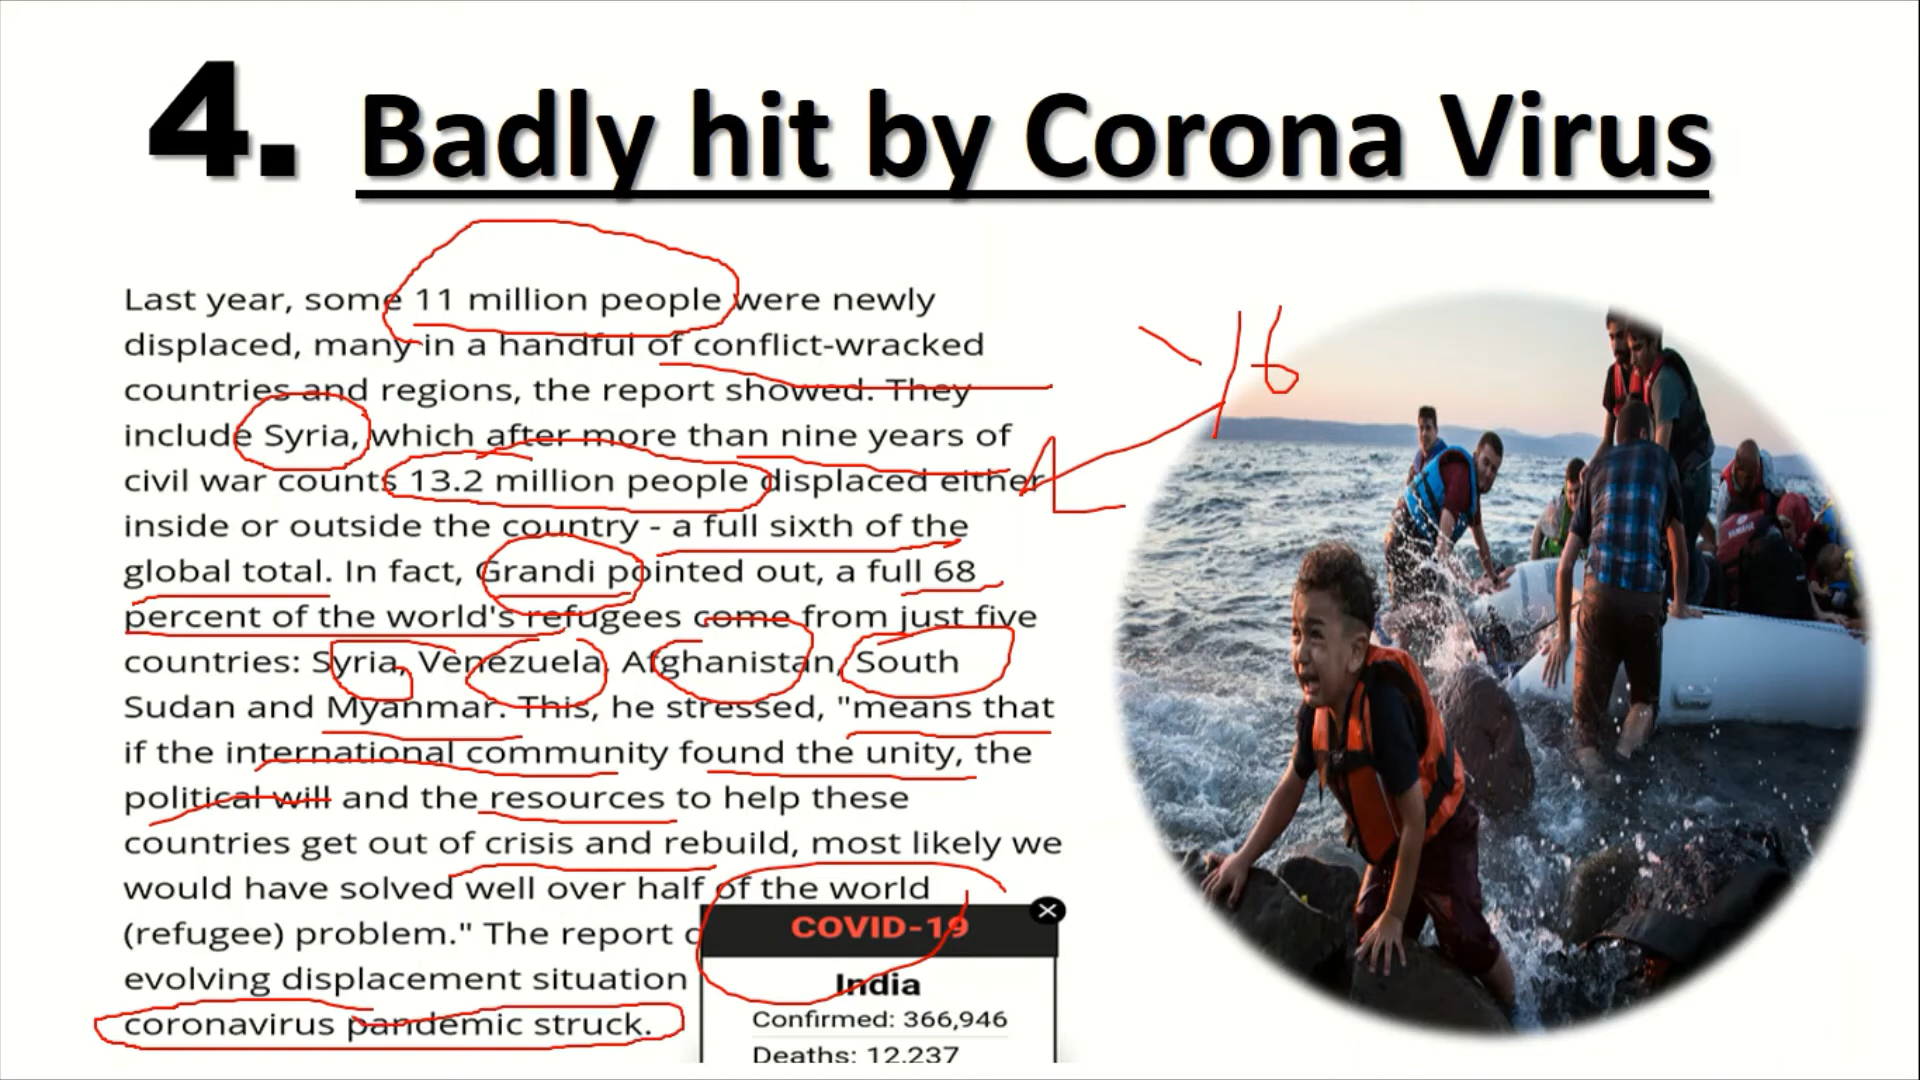 4. Badly hit by Corona Virus
Last year, some 11 million people were newly
displaced, many in a handful of conflict-wracked
countries and regions, the report showed. They
include Syria, which after more than nine years of
civil war counts 13.2 million people displaced either
inside or outside the country - a full sixth of the
global total. In fact, Grandi pointed out, a full 68
percent of the world's refugees come from just five
countries: Syria, Venezuela, Afghanistan, South
Sudan and Myanmar. This, he stressed, "means that
if the international community found the unity, the
political will and the resources to help these
countries get out of crisis and rebuild, most likely we
would have solved well over half of the world
(refugee) problem." The report
evolving displacement situation
coronavirus pandemic struck.
COVID-19
India
Confirmed: 366,946
Deaths: 12,237